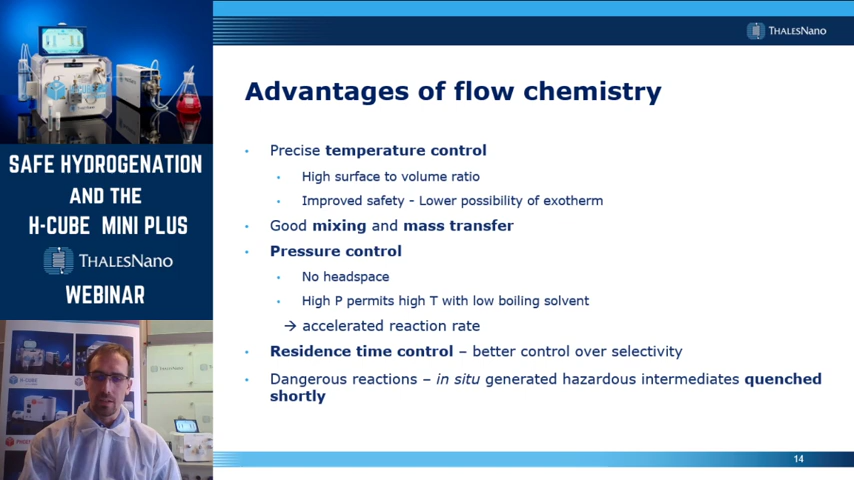 SAFE HYDROGENATION
AND THE
H-CUBE MINI PLUS
THALESNANO
WEBINAR
H-CUBE
THALESNANO
Advantages of flow chemistry
• Precise temperature control
• High surface to volume ratio
• Improved safety - Lower possibility of exotherm
• Good mixing and mass transfer
• Pressure control
• No headspace
• High P permits high T with low boiling solvent
→ accelerated reaction rate
• Residence time control – better control over selectivity
• Dangerous reactions – in situ generated hazardous intermediates quenched
shortly
14